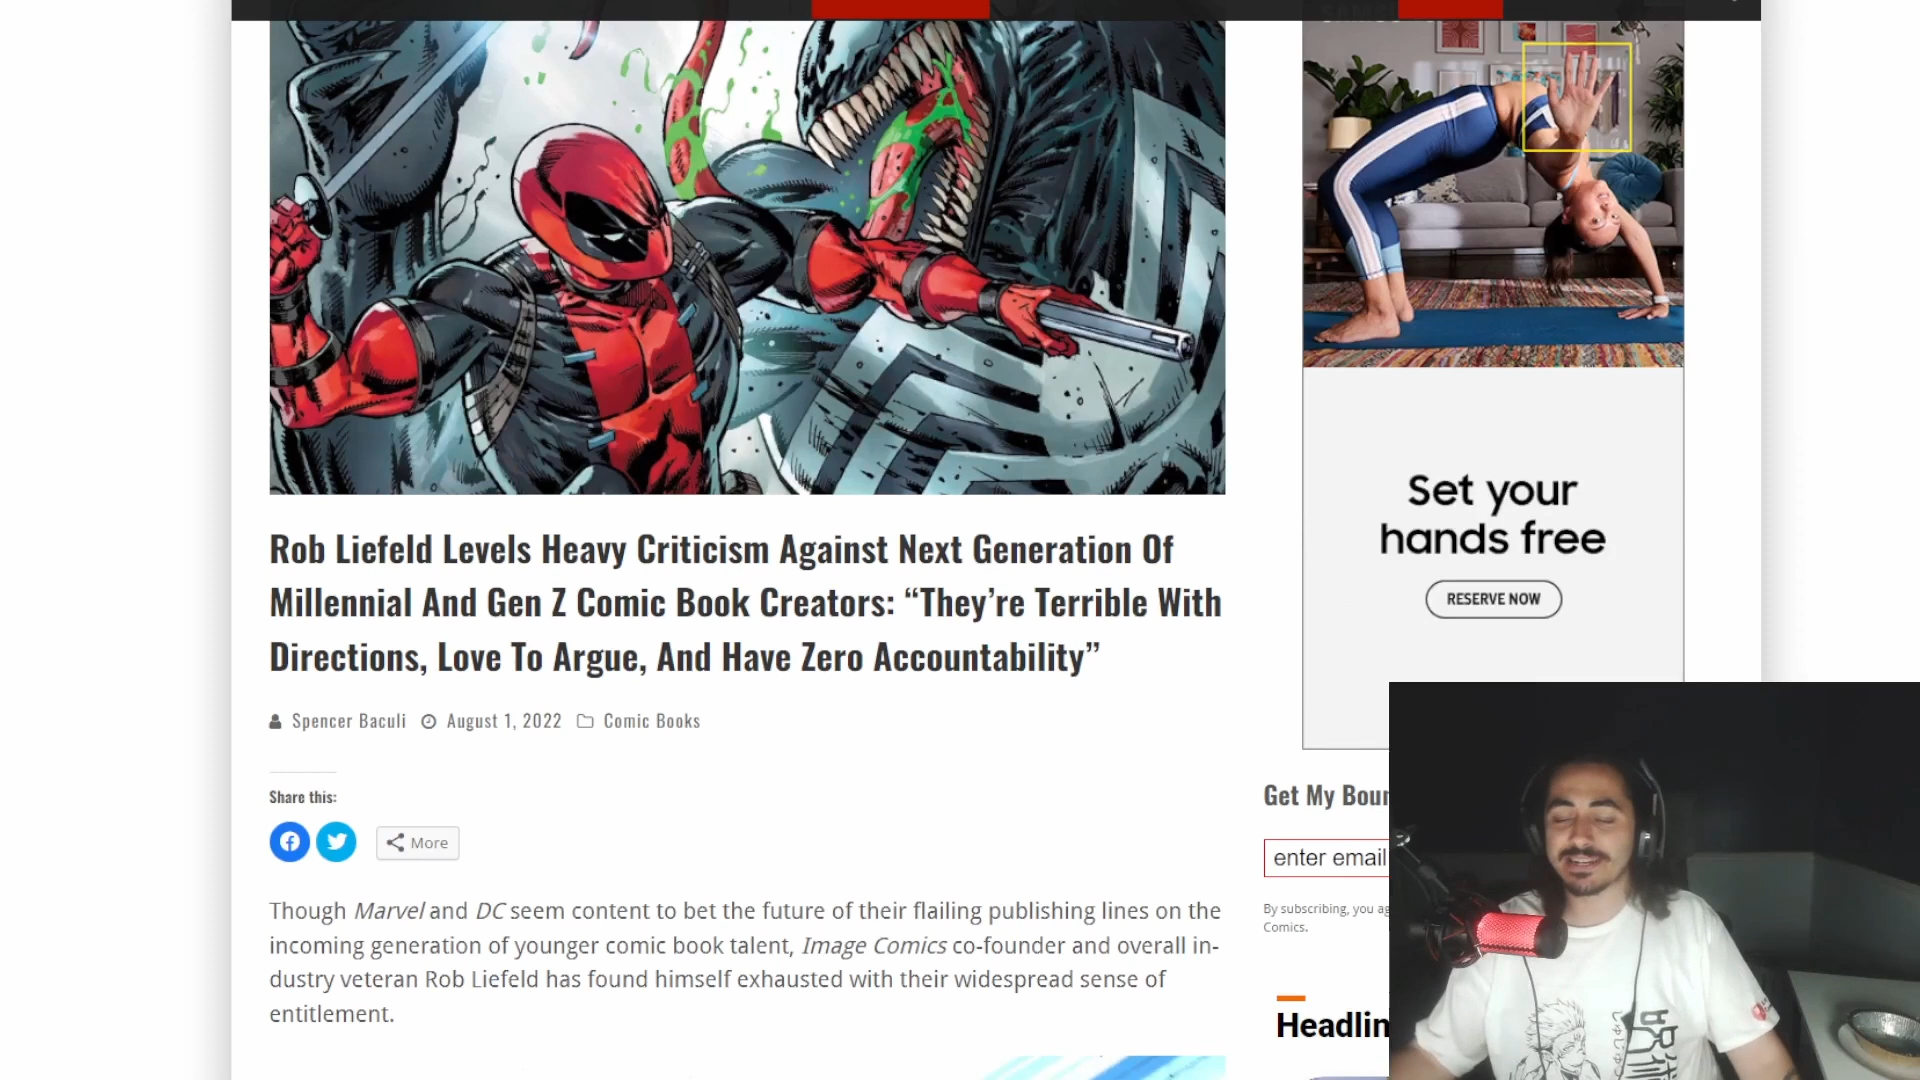 Set your
hands free
RESERVE NOW
Rob Liefeld Levels Heavy Criticism Against Next Generation Of
Millennial And Gen Z Comic Book Creators: “They’re Terrible With
Directions, Love To Argue, And Have Zero Accountability”
Spencer Baculi August 1, 2022 Comic Books
Share this:
More
Though Marvel and DC seem content to bet the future of their flailing publishing lines on the
incoming generation of younger comic book talent, Image Comics co-founder and overall in-
dustry veteran Rob Liefeld has found himself exhausted with their widespread sense of
entitlement.
Get My Boun
enter email
By subscribing, you ag
Comics.
Headlin